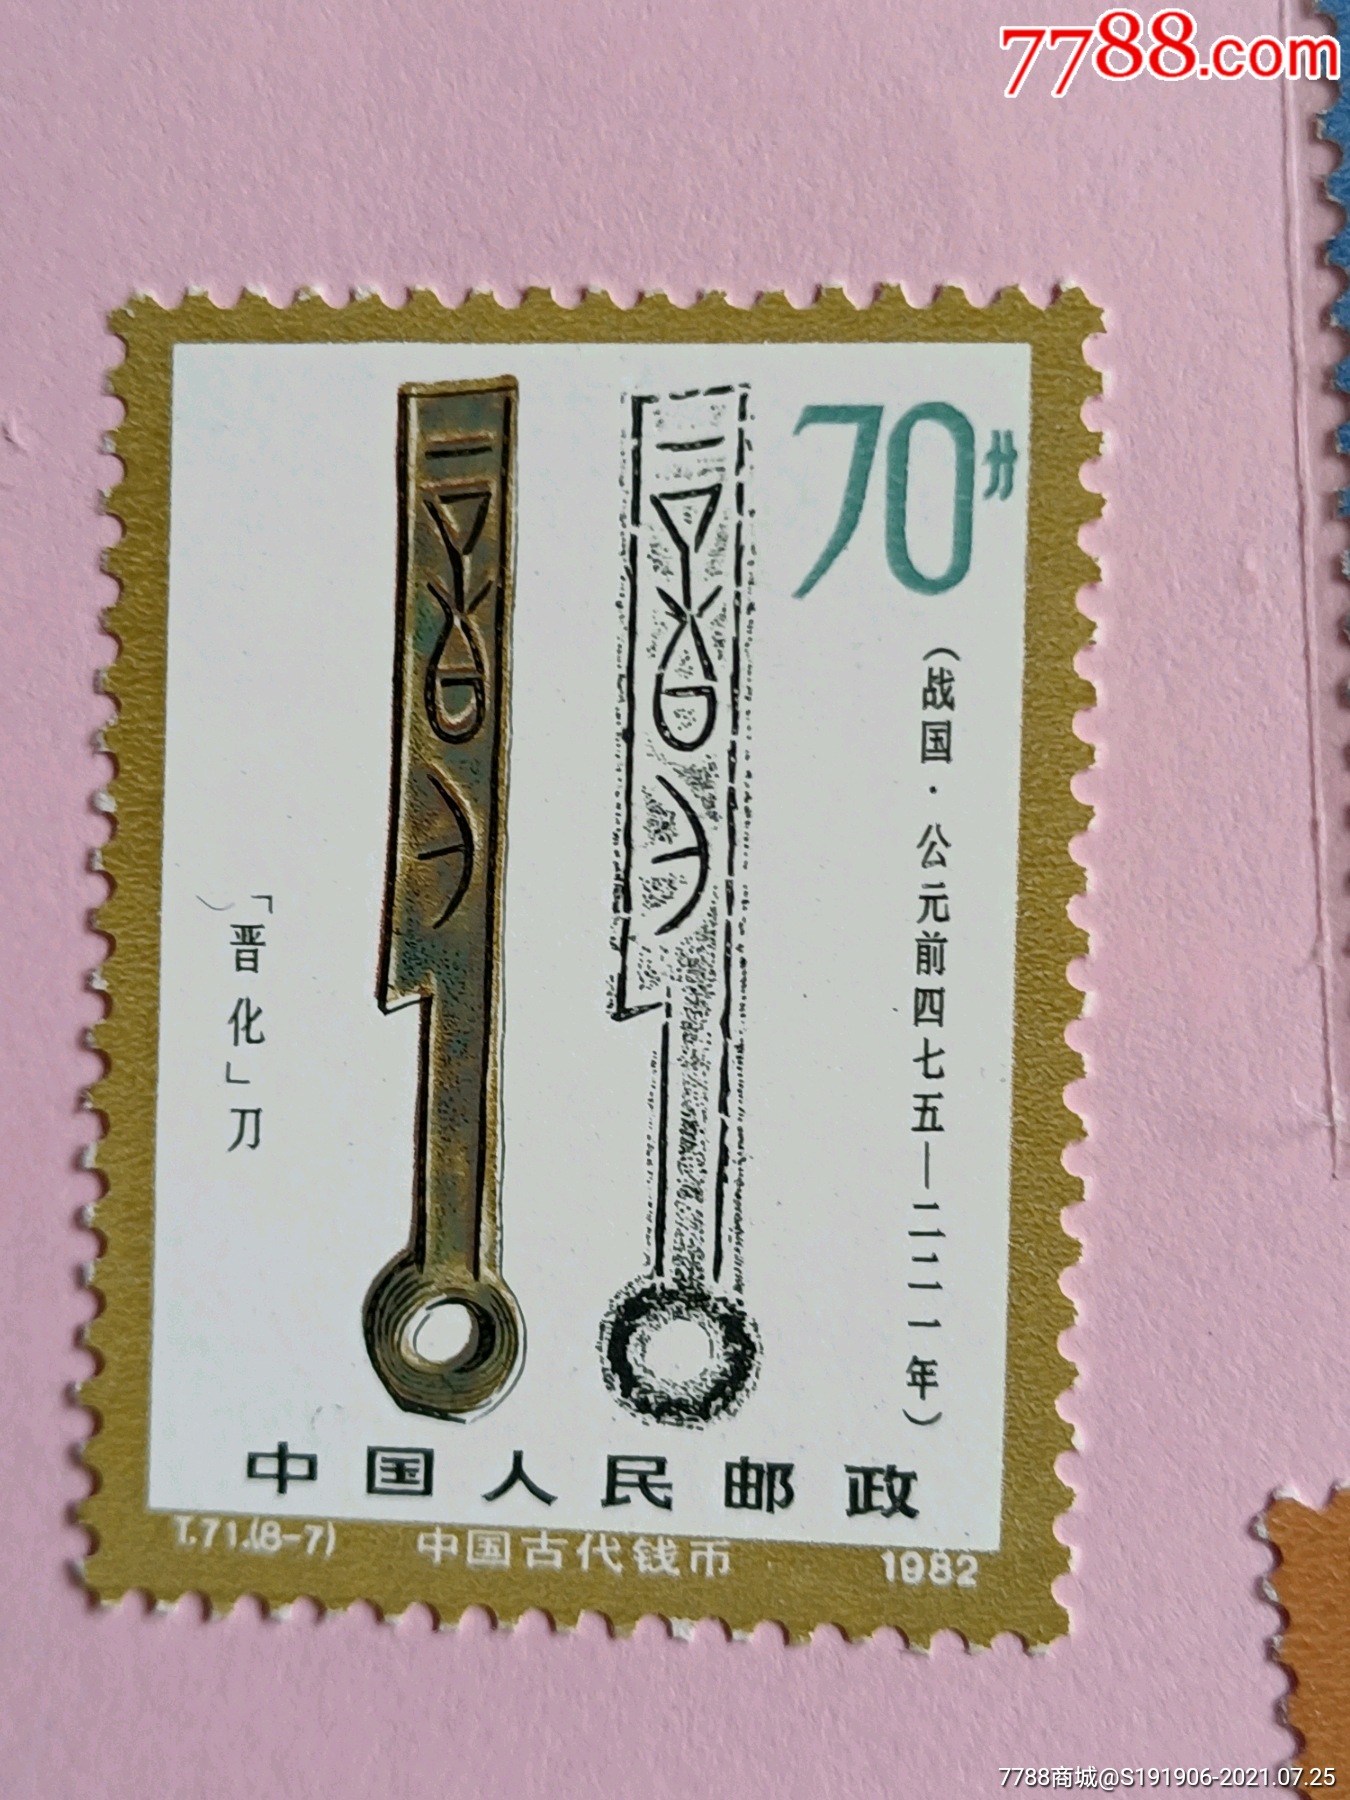 7788.com
70分
(战国·公元前四七五—二二一年)
「晋化」刀
中国人民邮政
T.71.(8-7) 中国古代钱币 1982
7788商城@S191906-2021.07.25